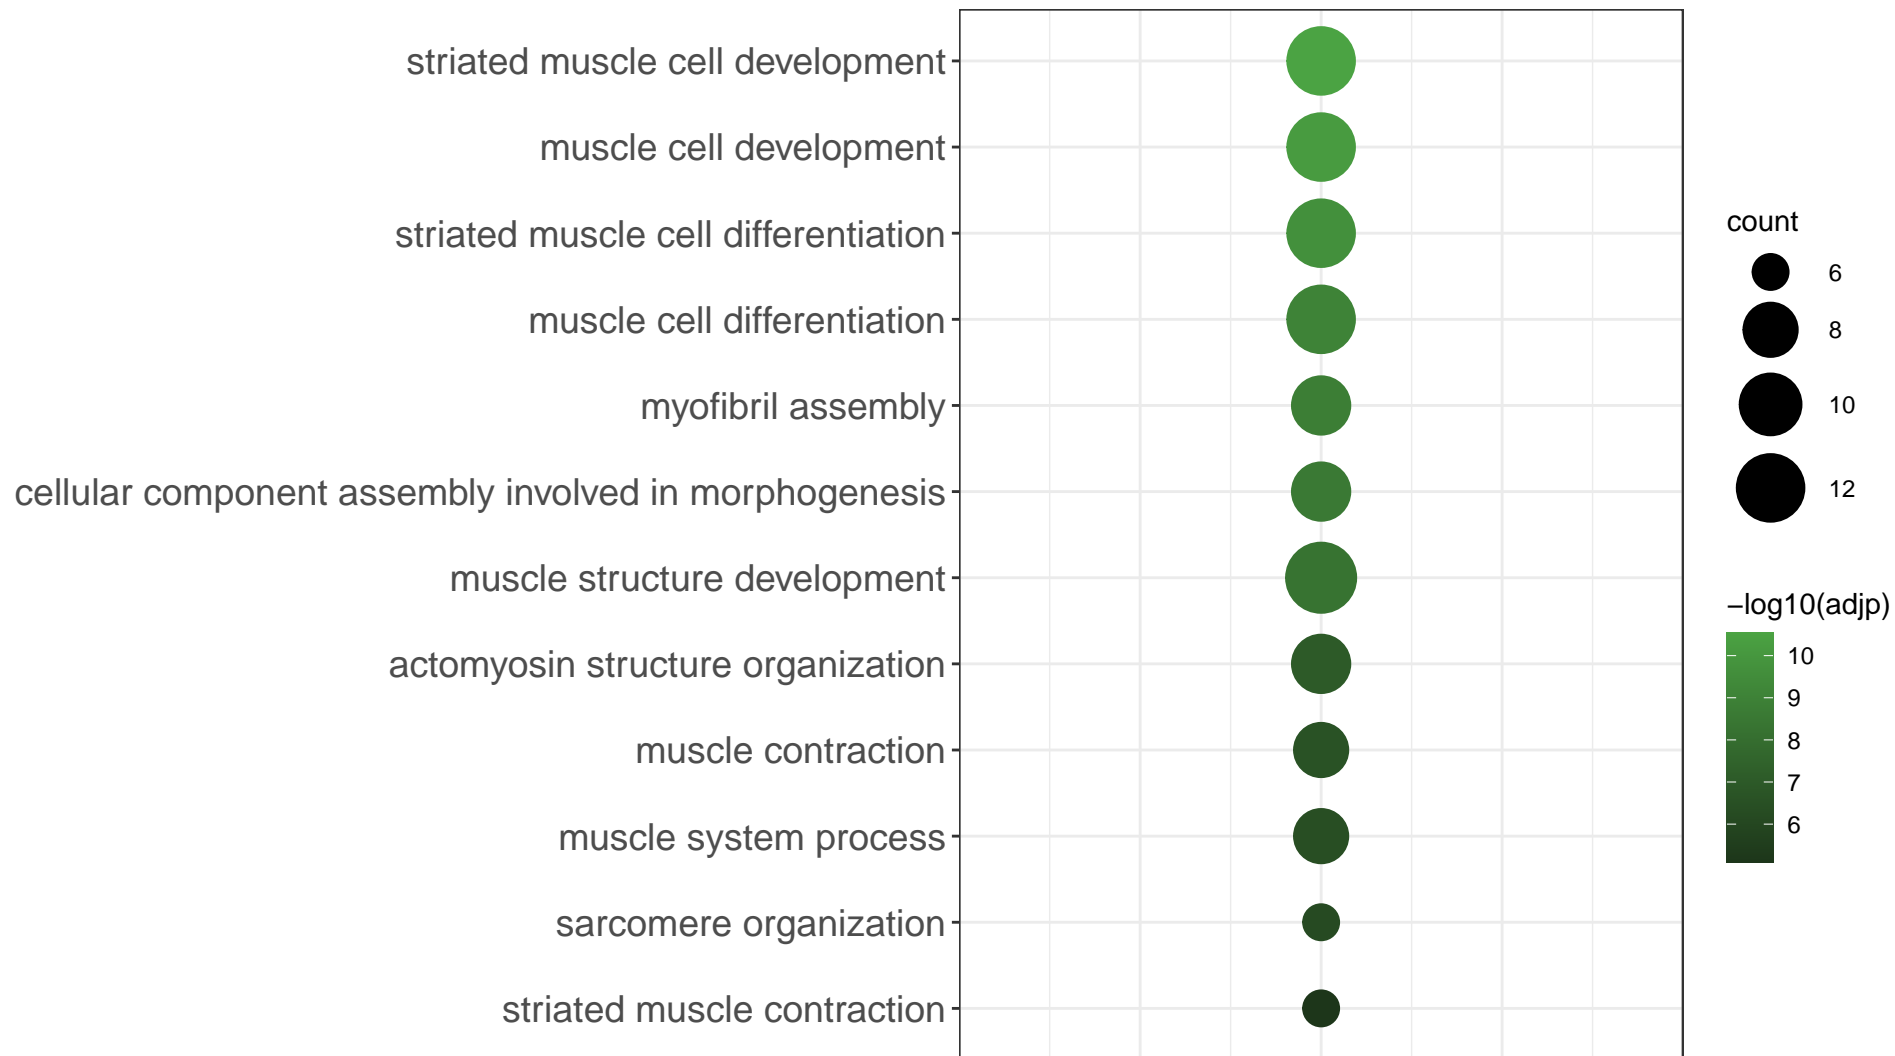 striated muscle cell development
muscle cell development
striated muscle cell differentiation
muscle cell differentiation
myofibril assembly
cellular component assembly involved in morphogenesis
muscle structure development
actomyosin structure organization
muscle contraction
muscle system process
sarcomere organization
striated muscle contraction
count
6
8
10
12
−log10(adjp)
10
9
8
7
6